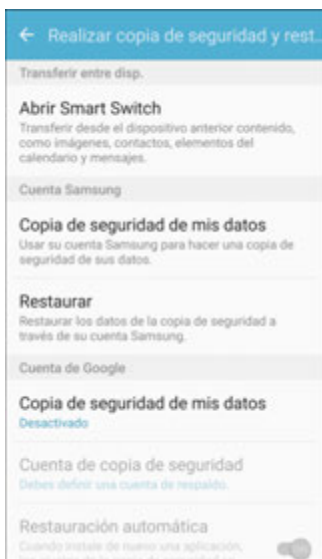 Realizar copia de seguridad y rest...
Transferir entre disp.
Abrir Smart Switch
Transferir desde el dispositivo anterior contenido,
como imágenes, contactos, elementos del
calendario y mensajes.
Cuenta Samsung
Copia de seguridad de mis datos
Usar su cuenta Samsung para hacer una copia de
seguridad de sus datos.
Restaurar
Restaurar los datos de la copia de seguridad a
través de su cuenta Samsung.
Cuenta de Google
Copia de seguridad de mis datos
Desactivado
Cuenta de copia de seguridad
Debes definir una cuenta de respaldo.
Restauración automática
Cuando instale de nuevo una aplicación,